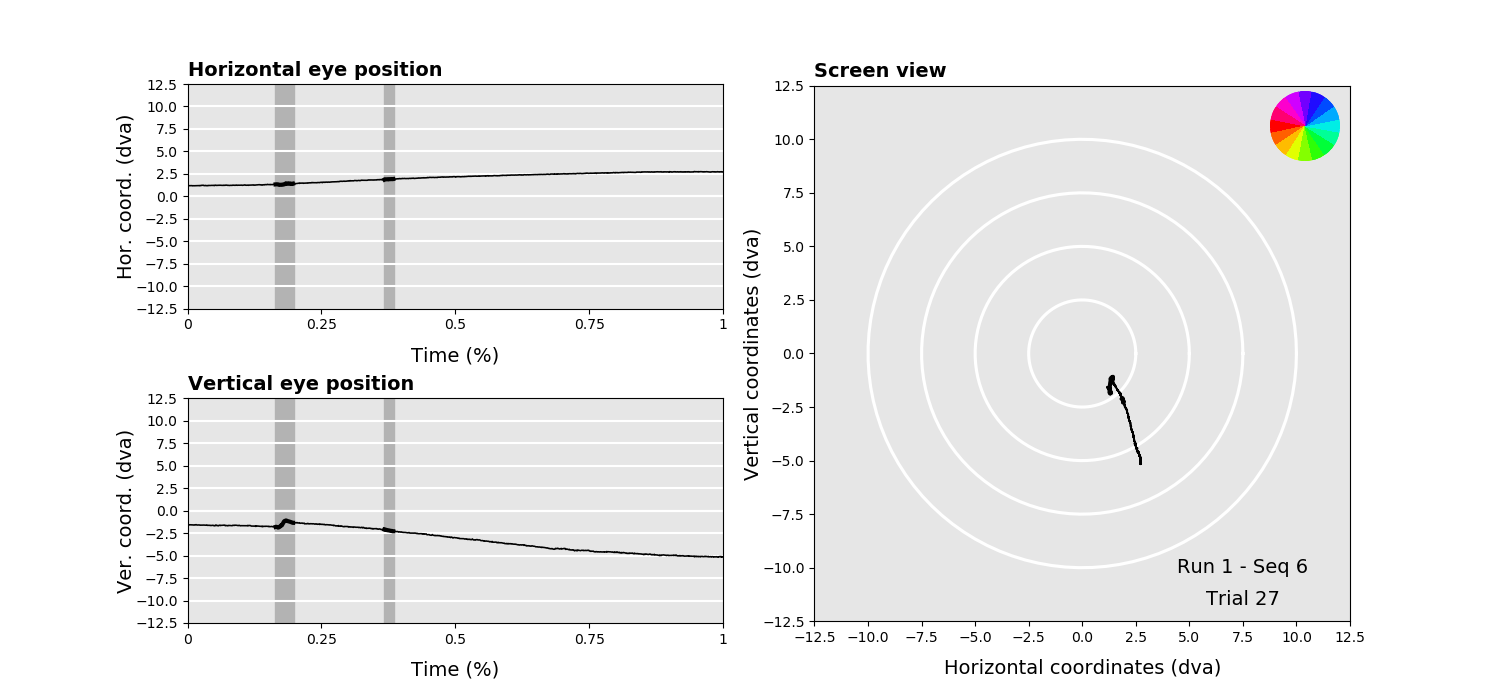 Horizontal eye position
Hor. coord. (dva)
12.5
10.0
7.5
5.0
2.5
0.0
−2.5
−5.0
−7.5
−10.0
−12.5
0 0.25 0.5 0.75 1
Time (%)
Vertical eye position
Ver. coord. (dva)
12.5
10.0
7.5
5.0
2.5
0.0
−2.5
−5.0
−7.5
−10.0
−12.5
0 0.25 0.5 0.75 1
Time (%)
Screen view
Vertical coordinates (dva)
12.5
10.0
7.5
5.0
2.5
0.0
−2.5
−5.0
−7.5
−10.0
−12.5
Run 1 - Seq 6
Trial 27
−12.5 −10.0 −7.5 −5.0 −2.5 0.0 2.5 5.0 7.5 10.0 12.5
Horizontal coordinates (dva)